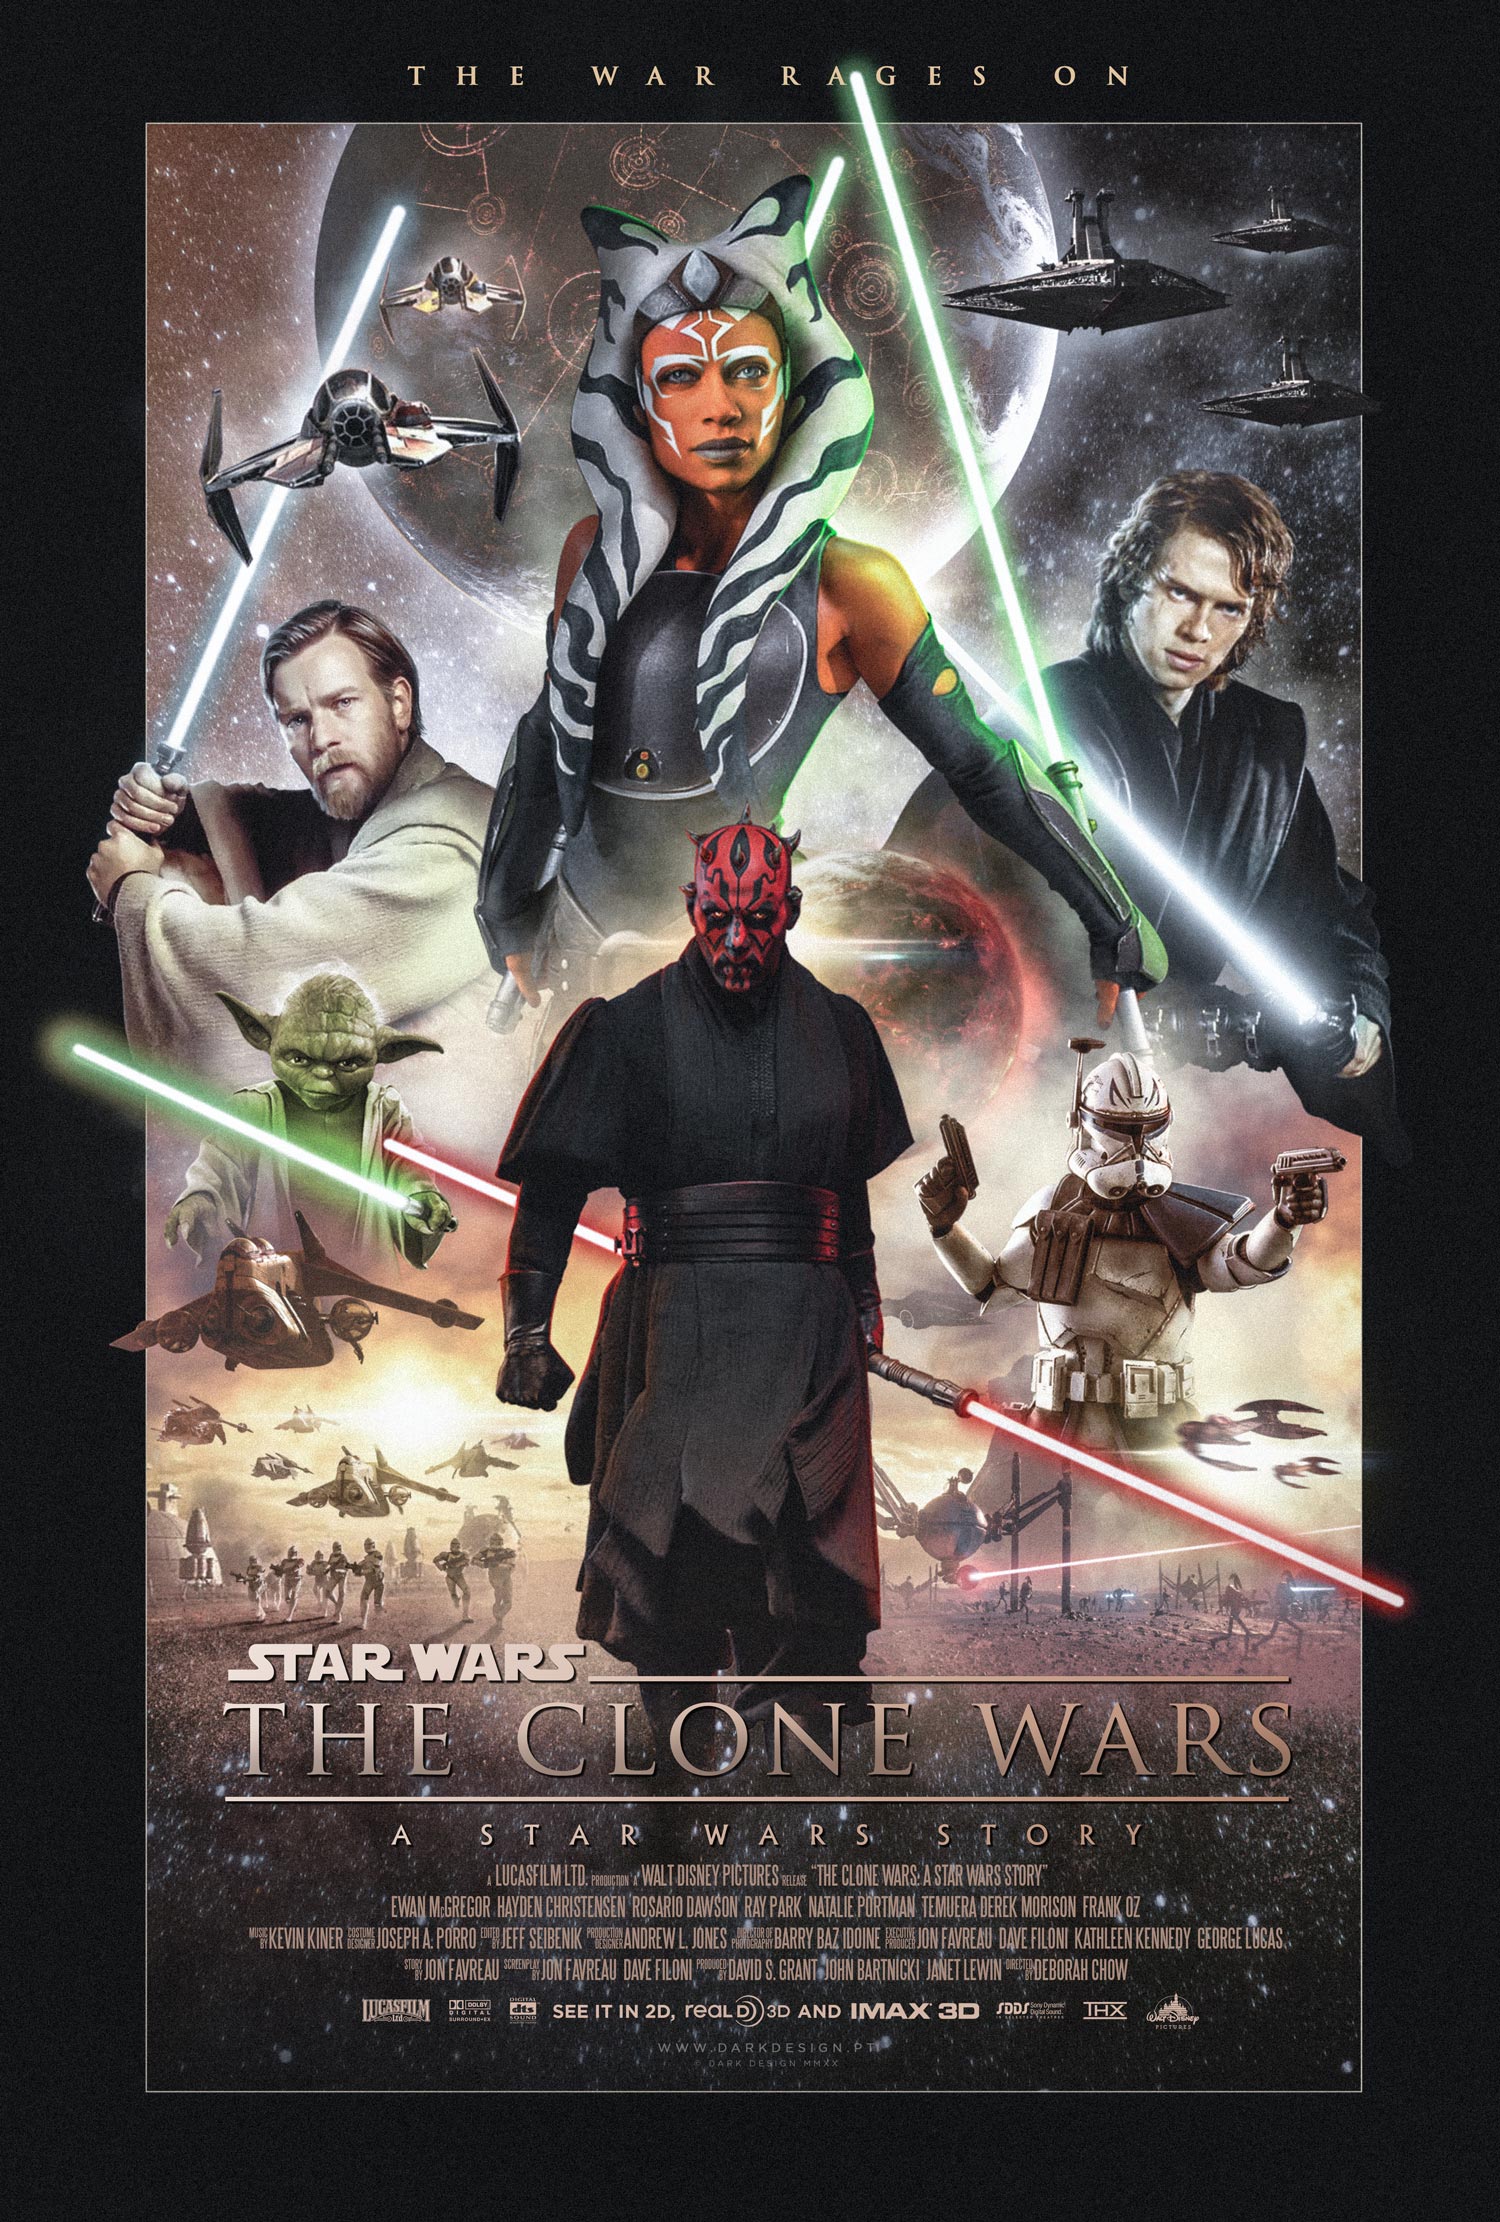 THE WAR RAGES ON
STAR WARS
THE CLONE WARS
A STAR WARS STORY
A LUCASFILM LTD. PRODUCTION A WALT DISNEY PICTURES RELEASE "THE CLONE WARS: A STAR WARS STORY"
EWAN McGREGOR HAYDEN CHRISTENSEN ROSARIO DAWSON RAY PARK NATALIE PORTMAN TEMUERA DEREK MORISON FRANK OZ
MUSIC BY KEVIN KINER COSTUME DESIGNER JOSEPH A. PORRO EDITED BY JEFF SEIBENIK PRODUCTION DESIGNER ANDREW L. JONES DIRECTOR OF PHOTOGRAPHY BARRY BAZ IDOINE EXECUTIVE PRODUCER JON FAVREAU DAVE FILONI KATHLEEN KENNEDY GEORGE LUCAS
STORY BY JON FAVREAU SCREENPLAY BY JON FAVREAU DAVE FILONI PRODUCED BY DAVID S. GRANT JOHN BARTNICKI JANET LEWIN DIRECTED BY DEBORAH CHOW
LUCASFILM Ltd DOLBY DIGITAL SURROUND•EX DIGITAL dts SOUND SEE IT IN 2D, REAL D 3D AND IMAX 3D SDDS Sony Dynamic Digital Sound. IN SELECTED THEATRES THX WALT DISNEY PICTURES
WWW.DARKDESIGN.PT
© DARK DESIGN MMXX